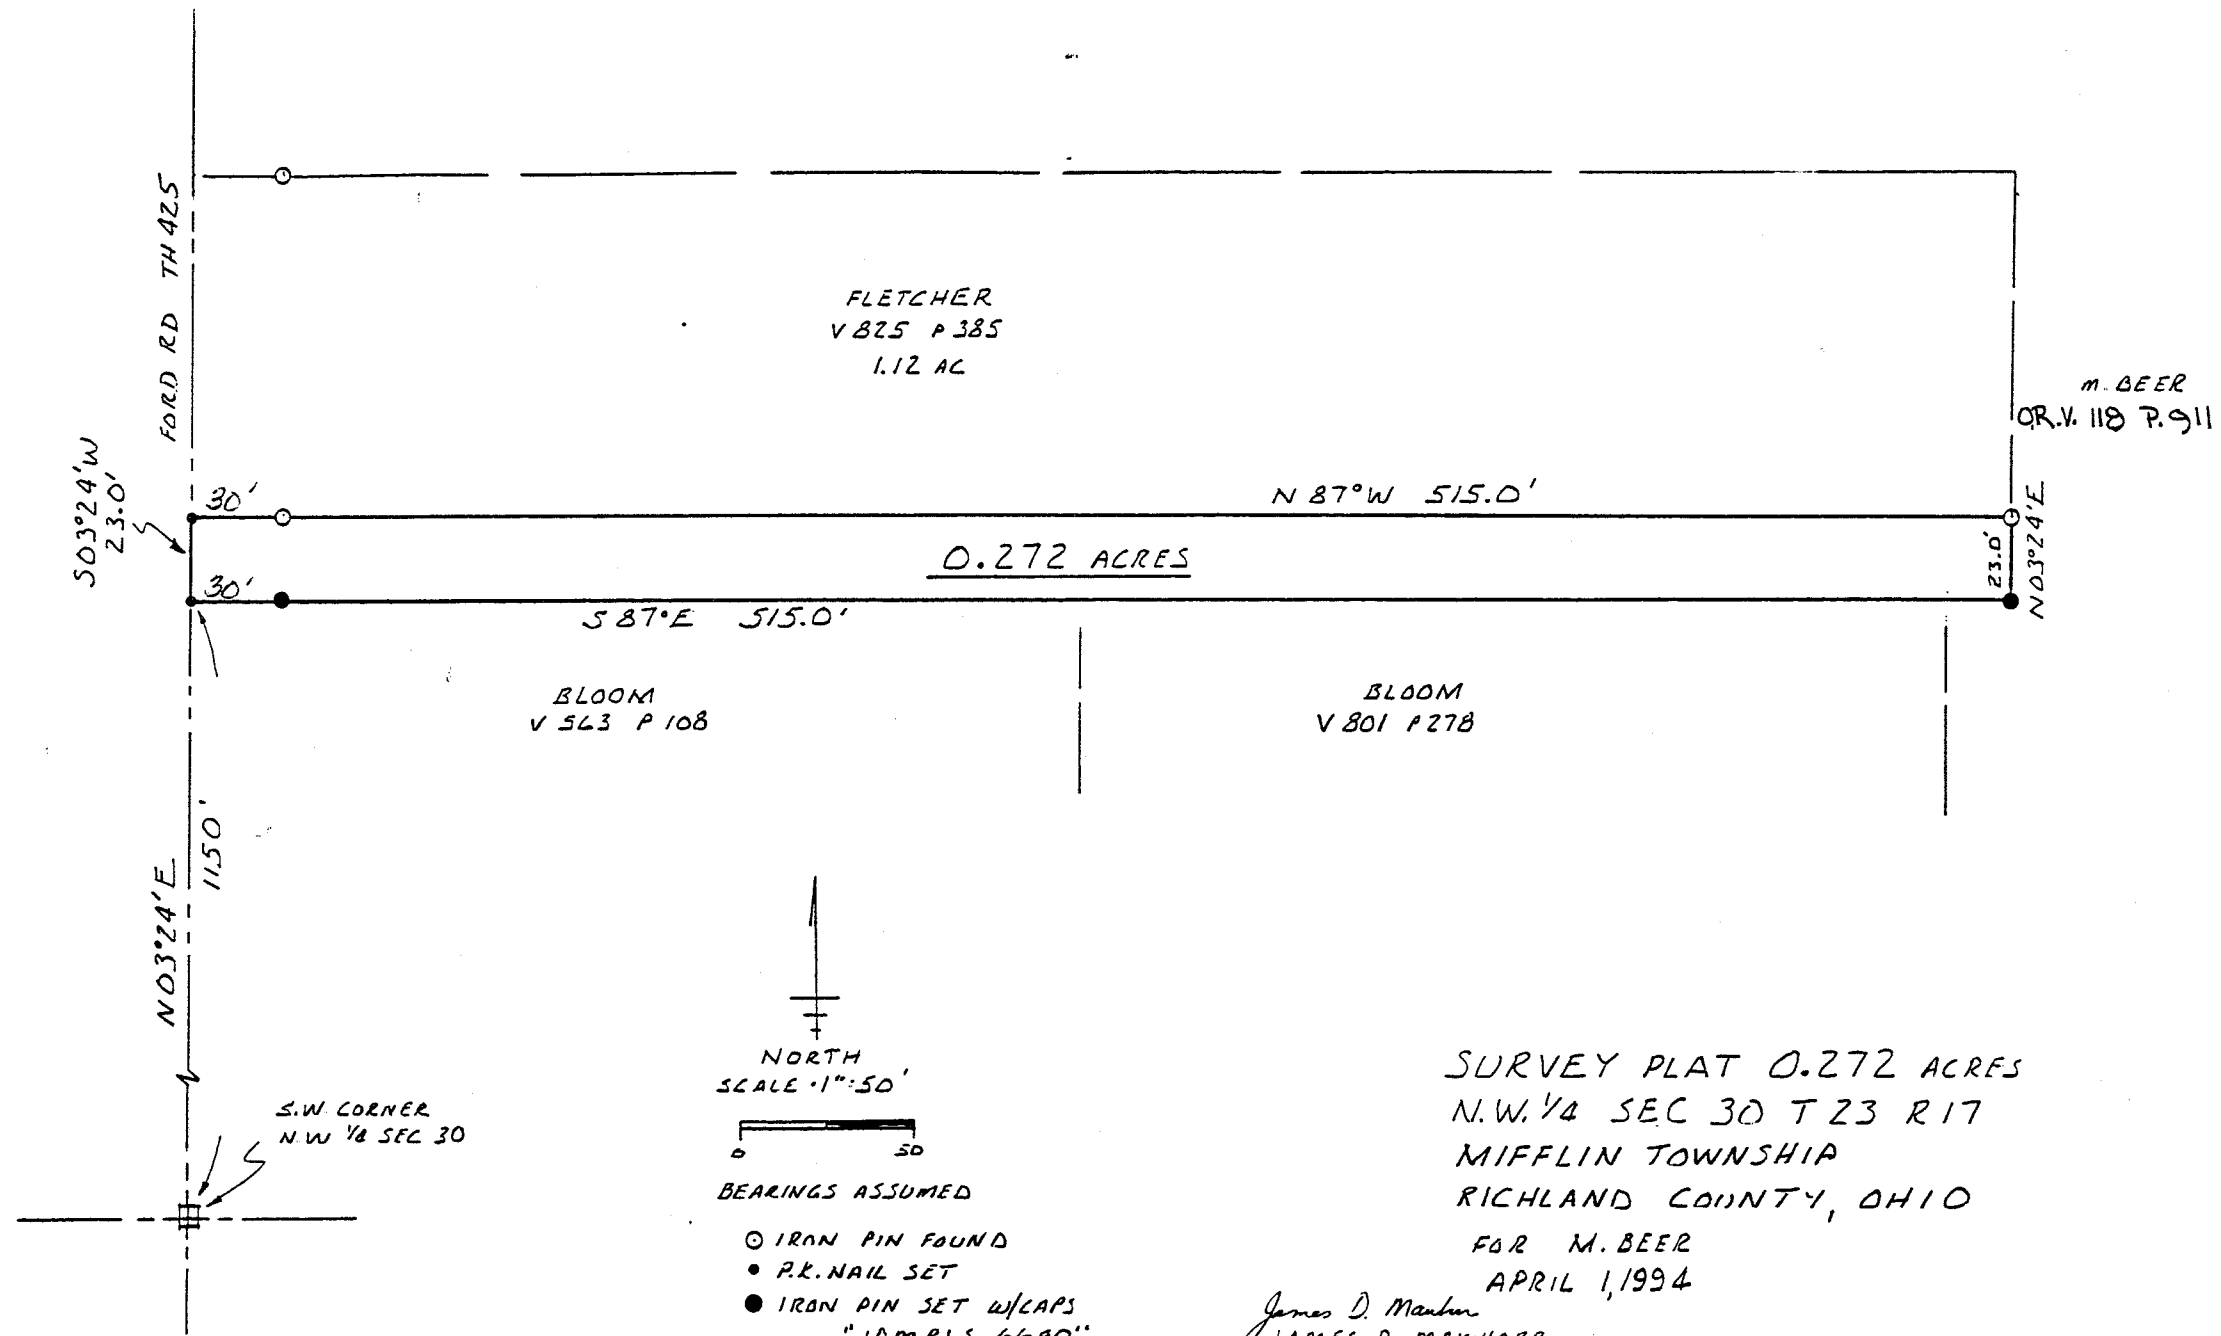 FORD RD TH 425
FLETCHER
V 825 P 385
1.12 AC
M. BEER
O.R.V. 118 P. 911
S03°24'W
23.0'
30'
N 87°W 515.0'
0.272 ACRES
23.0'
N03°24'E
30'
S 87°E 515.0'
BLOOM
V 563 P 108
BLOOM
V 801 P 278
1150'
N03°24'E
NORTH
SCALE 1":50'
0 50
S.W. CORNER
N.W 1/4 SEC 30
BEARINGS ASSUMED
IRON PIN FOUND
P.K. NAIL SET
IRON PIN SET W/CAPS
SURVEY PLAT 0.272 ACRES
N.W. 1/4 SEC 30 T 23 R 17
MIFFLIN TOWNSHIP
RICHLAND COUNTY, OHIO
FOR M. BEER
APRIL 1, 1994
James D.
JAMES D.